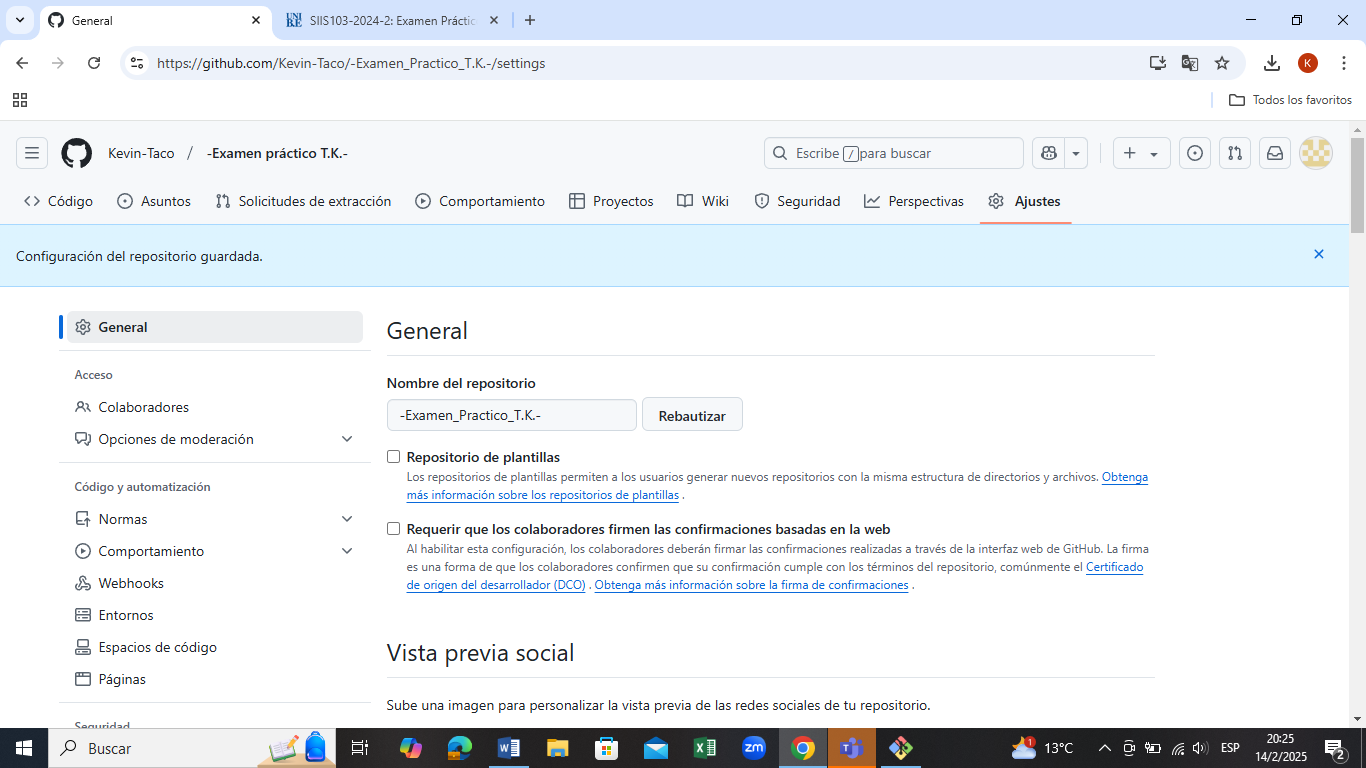 General
SIIS103-2024-2: Examen Práctic
https://github.com/Kevin-Taco/-Examen_Practico_T.K.-/settings
K
Todos los favoritos
Kevin-Taco / -Examen práctico T.K.-
Escribe / para buscar
Código
Asuntos
Solicitudes de extracción
Comportamiento
Proyectos
Wiki
Seguridad
Perspectivas
Ajustes
Configuración del repositorio guardada.
General
Acceso
Colaboradores
Opciones de moderación
Código y automatización
Normas
Comportamiento
Webhooks
Entornos
Espacios de código
Páginas
Seguridad
General
Nombre del repositorio
-Examen_Practico_T.K.-
Rebautizar
Repositorio de plantillas
Los repositorios de plantillas permiten a los usuarios generar nuevos repositorios con la misma estructura de directorios y archivos. Obtenga
más información sobre los repositorios de plantillas .
Requerir que los colaboradores firmen las confirmaciones basadas en la web
Al habilitar esta configuración, los colaboradores deberán firmar las confirmaciones realizadas a través de la interfaz web de GitHub. La firma
es una forma de que los colaboradores confirmen que su confirmación cumple con los términos del repositorio, comúnmente el Certificado
de origen del desarrollador (DCO) . Obtenga más información sobre la firma de confirmaciones .
Vista previa social
Sube una imagen para personalizar la vista previa de las redes sociales de tu repositorio.
Buscar
zm
1
13°C
ESP
20:25
14/2/2025
2